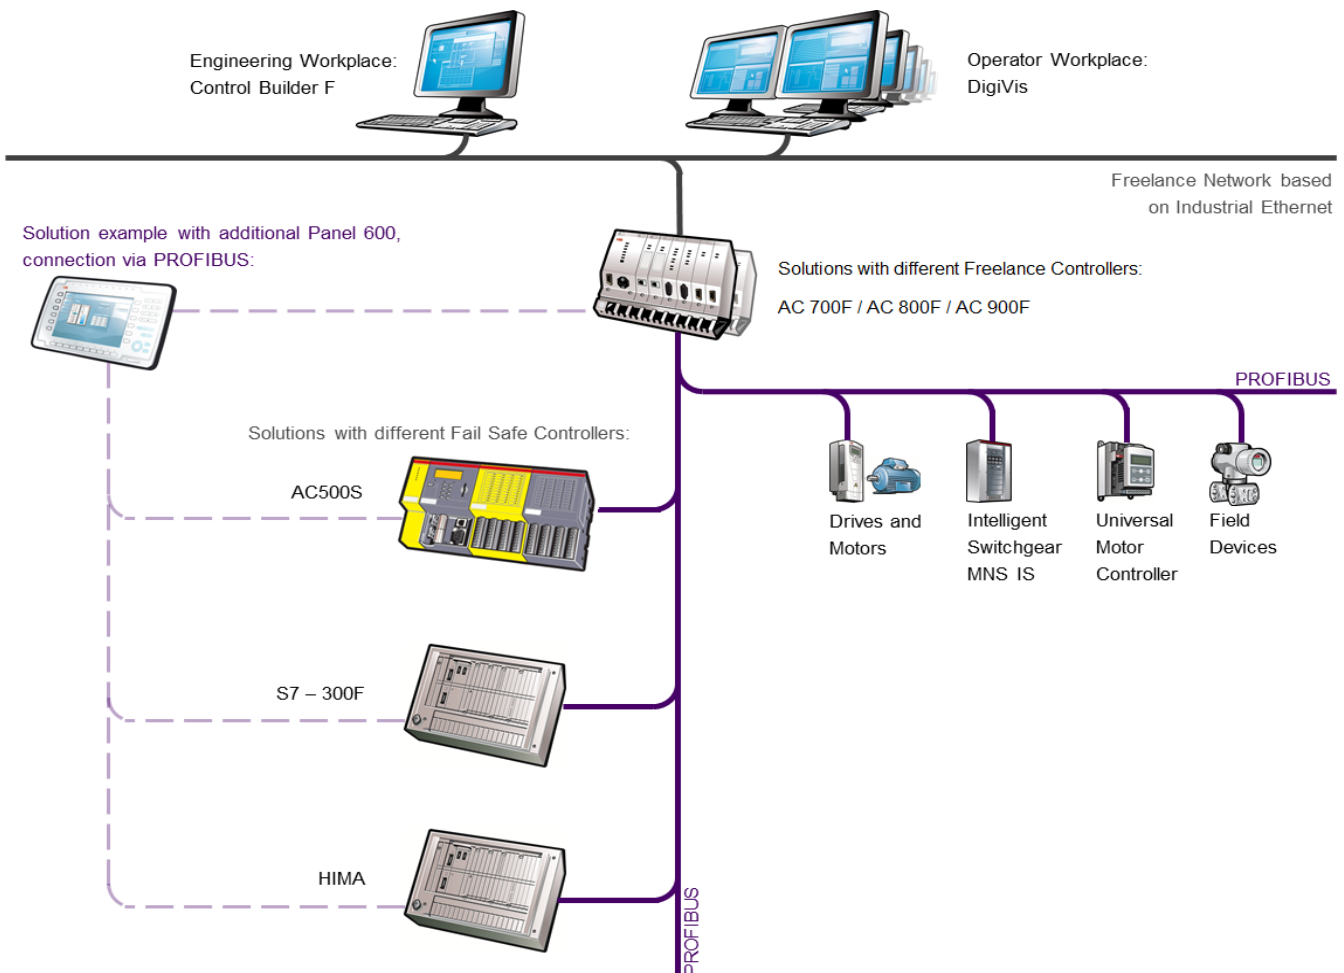 Engineering Workplace:
Control Builder F
Operator Workplace:
DigiVis
Freelance Network based
on Industrial Ethernet
Solution example with additional Panel 600,
connection via PROFIBUS:
Solutions with different Freelance Controllers:
AC 700F / AC 800F / AC 900F
PROFIBUS
Solutions with different Fail Safe Controllers:
AC500S
Drives and
Motors
Intelligent
Switchgear
MNS IS
Universal
Motor
Controller
Field
Devices
S7 – 300F
HIMA
PROFIBUS